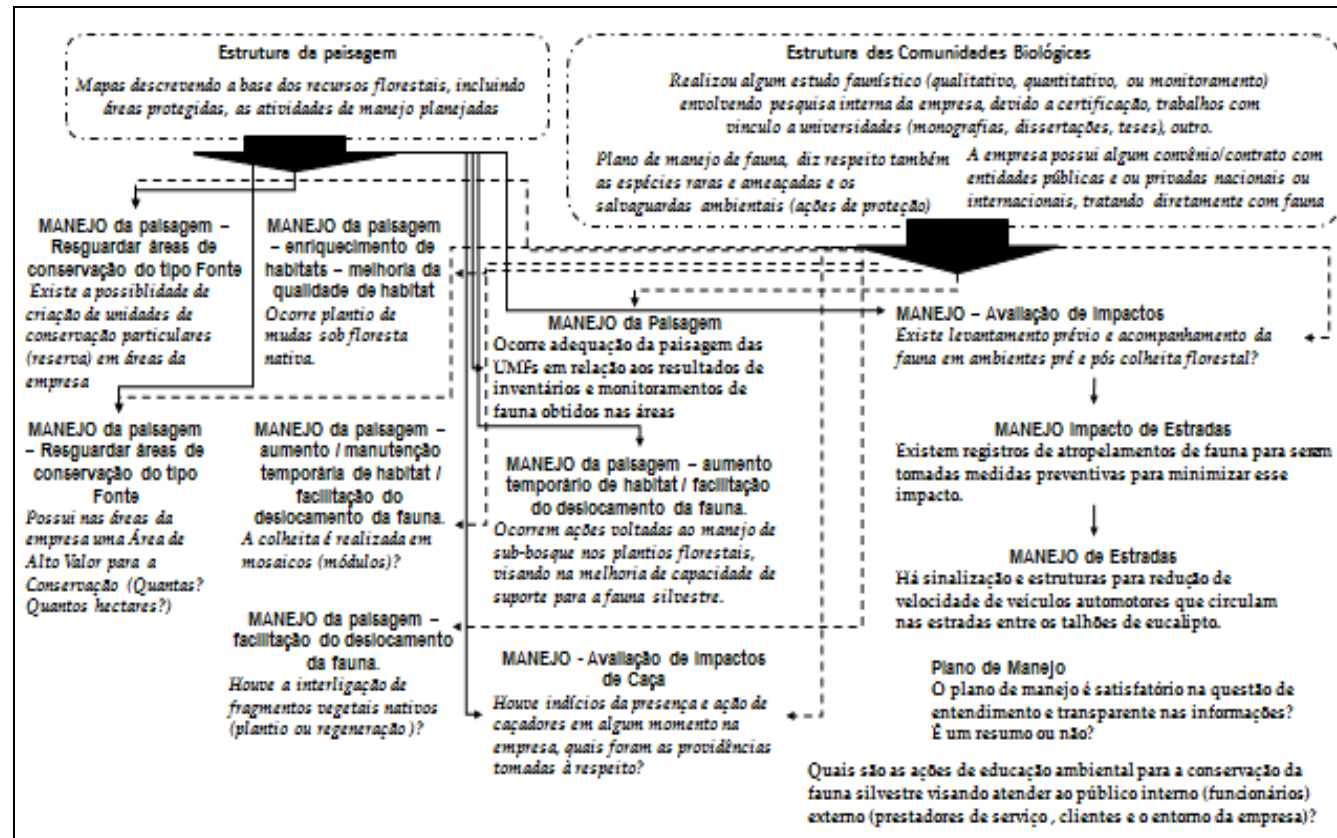 Estrutura da paisagem
Mapas descrevendo a base dos recursos florestais, incluindo
áreas protegidas, as atividades de manejo planejadas
Estrutura das Comunidades Biológicas
Realizou algum estudo faunístico (qualitativo, quantitativo, ou monitoramento)
envolvendo pesquisa interna da empresa, devido a certificação, trabalhos com
vinculo a universidades (monografias, dissertações, teses), outro.
Plano de manejo de fauna, diz respeito também
as espécies raras e ameaçadas e os
salvaguardas ambientais (ações de proteção)
A empresa possui algum convênio/contrato com
entidades públicas e ou privadas nacionais ou
internacionais, tratando diretamente com fauna
MANEJO da paisagem –
Resguardar áreas de
conservação do tipo Fonte
Existe a possiblidade de
criação de unidades de
conservação particulares
(reserva) em áreas da
empresa
MANEJO da paisagem
– enriquecimento de
habitats – melhoria da
qualidade de habitat
Ocorre plantio de
mudas sob floresta
nativa.
MANEJO da Paisagem
Ocorre adequação da paisagem das
UMFs em relação aos resultados de
inventários e monitoramentos de
fauna obtidos nas áreas
MANEJO – Avaliação de Impactos
Existe levantamento prévio e acompanhamento da
fauna em ambientes pré e pós colheita florestal?
MANEJO da paisagem
– Resguardar áreas de
conservação do tipo
Fonte
Possui nas áreas da
empresa uma Área de
Alto Valor para a
Conservação (Quantas?
Quantos hectares?)
MANEJO da paisagem –
aumento / manutenção
temporária de habitat /
facilitação do
deslocamento da fauna.
A colheita é realizada em
mosaicos (módulos)?
MANEJO da paisagem – aumento
temporário de habitat / facilitação
do deslocamento da fauna.
Ocorrem ações voltadas ao manejo de
sub-bosque nos plantios florestais,
visando na melhoria de capacidade de
suporte para a fauna silvestre.
MANEJO Impacto de Estradas
Existem registros de atropelamentos de fauna para serem
tomadas medidas preventivas para minimizar esse
impacto.
MANEJO de Estradas
Há sinalização e estruturas para redução de
velocidade de veículos automotores que circulam
nas estradas entre os talhões de eucalipto.
MANEJO da paisagem –
facilitação do deslocamento
da fauna.
Houve a interligação de
fragmentos vegetais nativos
(plantio ou regeneração )?
MANEJO - Avaliação de Impactos
de Caça
Houve indícios da presença e ação de
caçadores em algum momento na
empresa, quais foram as providências
tomadas à respeito?
Plano de Manejo
O plano de manejo é satisfatório na questão de
entendimento e transparente nas informações?
É um resumo ou não?
Quais são as ações de educação ambiental para a conservação da
fauna silvestre visando atender ao público interno (funcionários)
externo (prestadores de serviço , clientes e o entorno da empresa)?